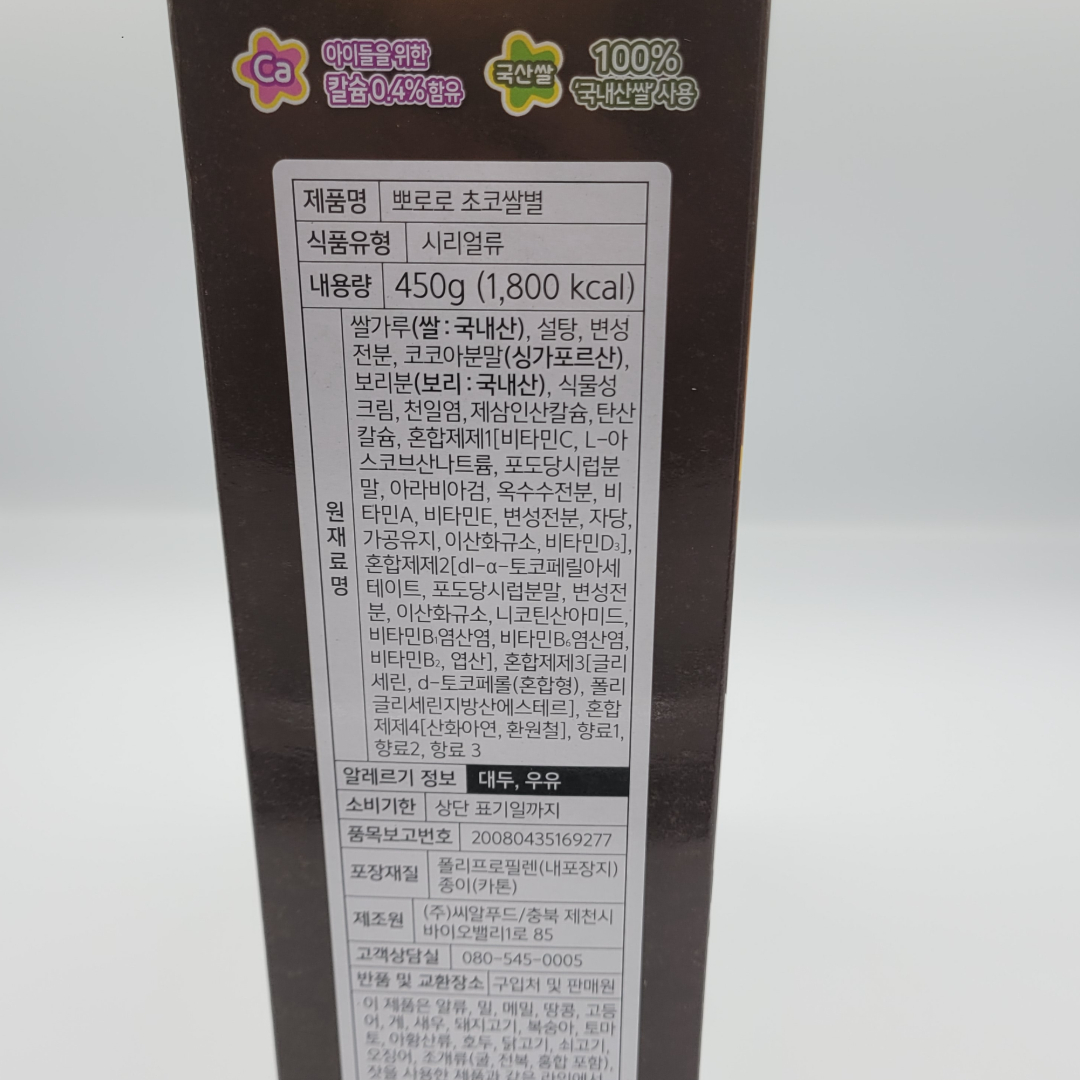 Ca
아이들을 위한
칼슘 0.4% 함유
국산쌀
100%
'국내산쌀' 사용
제품명 뽀로로 초코쌀별
식품유형 시리얼류
내용량 450g (1,800 kcal)
원재료명
쌀가루(쌀 : 국내산), 설탕, 변성
전분, 코코아분말(싱가포르산),
보리분(보리 : 국내산), 식물성
크림, 천일염, 제삼인산칼슘, 탄산
칼슘, 혼합제제1[비타민C, L-아
스코브산나트륨, 포도당시럽분
말, 아라비아검, 옥수수전분, 비
타민A, 비타민E, 변성전분, 자당,
가공유지, 이산화규소, 비타민D₃],
혼합제제2[dl-α-토코페릴아세
테이트, 포도당시럽분말, 변성전
분, 이산화규소, 니코틴산아미드,
비타민B₁염산염, 비타민B₆염산염,
비타민B₂, 엽산], 혼합제제3[글리
세린, d-토코페롤(혼합형), 폴리
글리세린지방산에스테르], 혼합
제제4[산화아연, 환원철], 향료1,
향료2, 향료 3
알레르기 정보 대두, 우유
소비기한 상단 표기일까지
품목보고번호 20080435169277
포장재질 폴리프로필렌(내포장지)
종이(카톤)
제조원 (주)씨알푸드/충북 제천시
바이오밸리1로 85
고객상담실 080-545-0005
반품 및 교환장소 구입처 및 판매원
이 제품은 알류, 밀, 메밀, 땅콩, 고등
어, 게, 새우, 돼지고기, 복숭아, 토마
토, 아황산류, 호두, 닭고기, 쇠고기,
오징어, 조개류(굴, 전복, 홍합 포함),
잣을 사용한 제품과 같은 라인에서